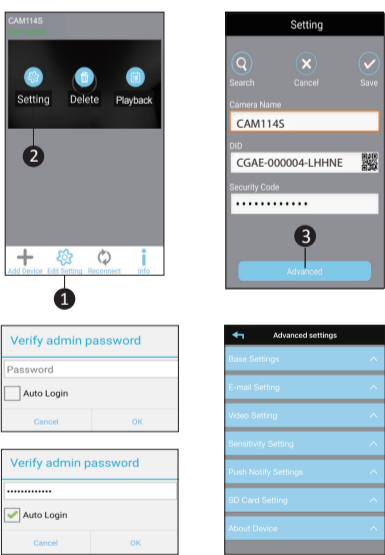 CAM114S
Setting
Delete
Playback
2
Add Device
Edit Setting
Reconnect
Info
1
Setting
Search
Cancel
Save
Camera Name
CAM114S
DID
CGAE-000004-LHHNE
Security Code
••••••••••••
3
Advanced
Verify admin password
Password
Auto Login
Cancel
OK
Verify admin password
•••••••••••••
Auto Login
Cancel
OK
Advanced settings
Base Settings
E-mail Setting
Video Setting
Sensitivity Setting
Push Notify Settings
SD Card Setting
About Device